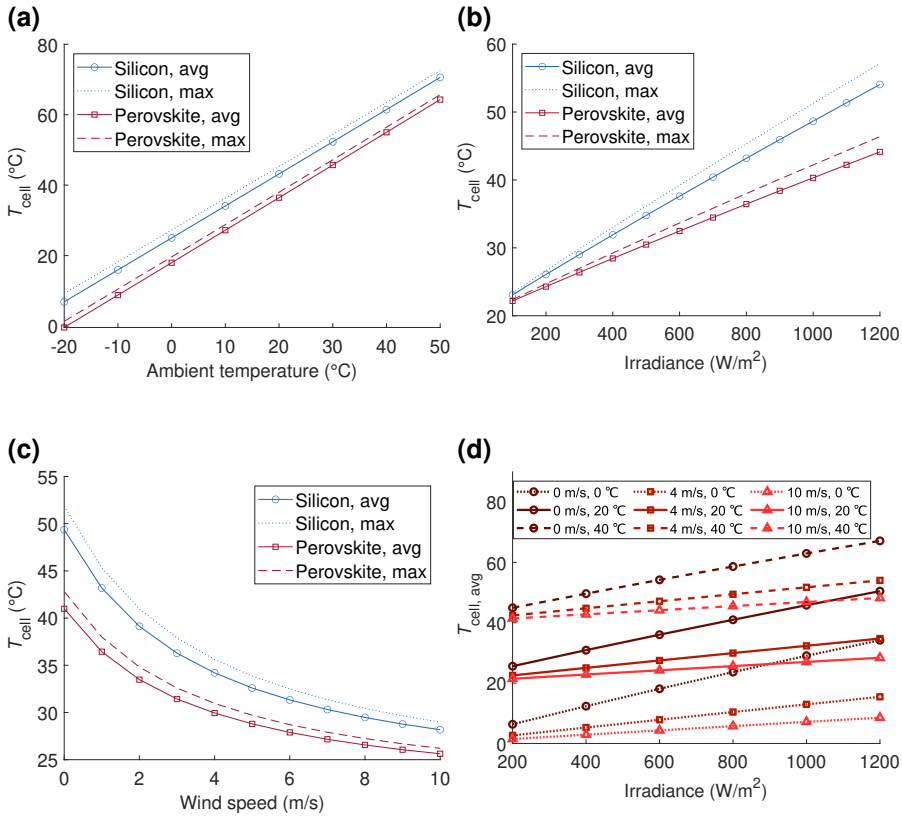 (a)
80
60
40
20
0
T_cell (°C)
Silicon, avg
Silicon, max
Perovskite, avg
Perovskite, max
-20 -10 0 10 20 30 40 50
Ambient temperature (°C)
(b)
60
50
40
30
20
T_cell (°C)
Silicon, avg
Silicon, max
Perovskite, avg
Perovskite, max
200 400 600 800 1000 1200
Irradiance (W/m²)
(c)
55
50
45
40
35
30
25
T_cell (°C)
Silicon, avg
Silicon, max
Perovskite, avg
Perovskite, max
0 2 4 6 8 10
Wind speed (m/s)
(d)
80
60
40
20
0
T_cell, avg
0 m/s, 0 ℃ 4 m/s, 0 ℃ 10 m/s, 0 ℃
0 m/s, 20 ℃ 4 m/s, 20 ℃ 10 m/s, 20 ℃
0 m/s, 40 ℃ 4 m/s, 40 ℃ 10 m/s, 40 ℃
200 400 600 800 1000 1200
Irradiance (W/m²)